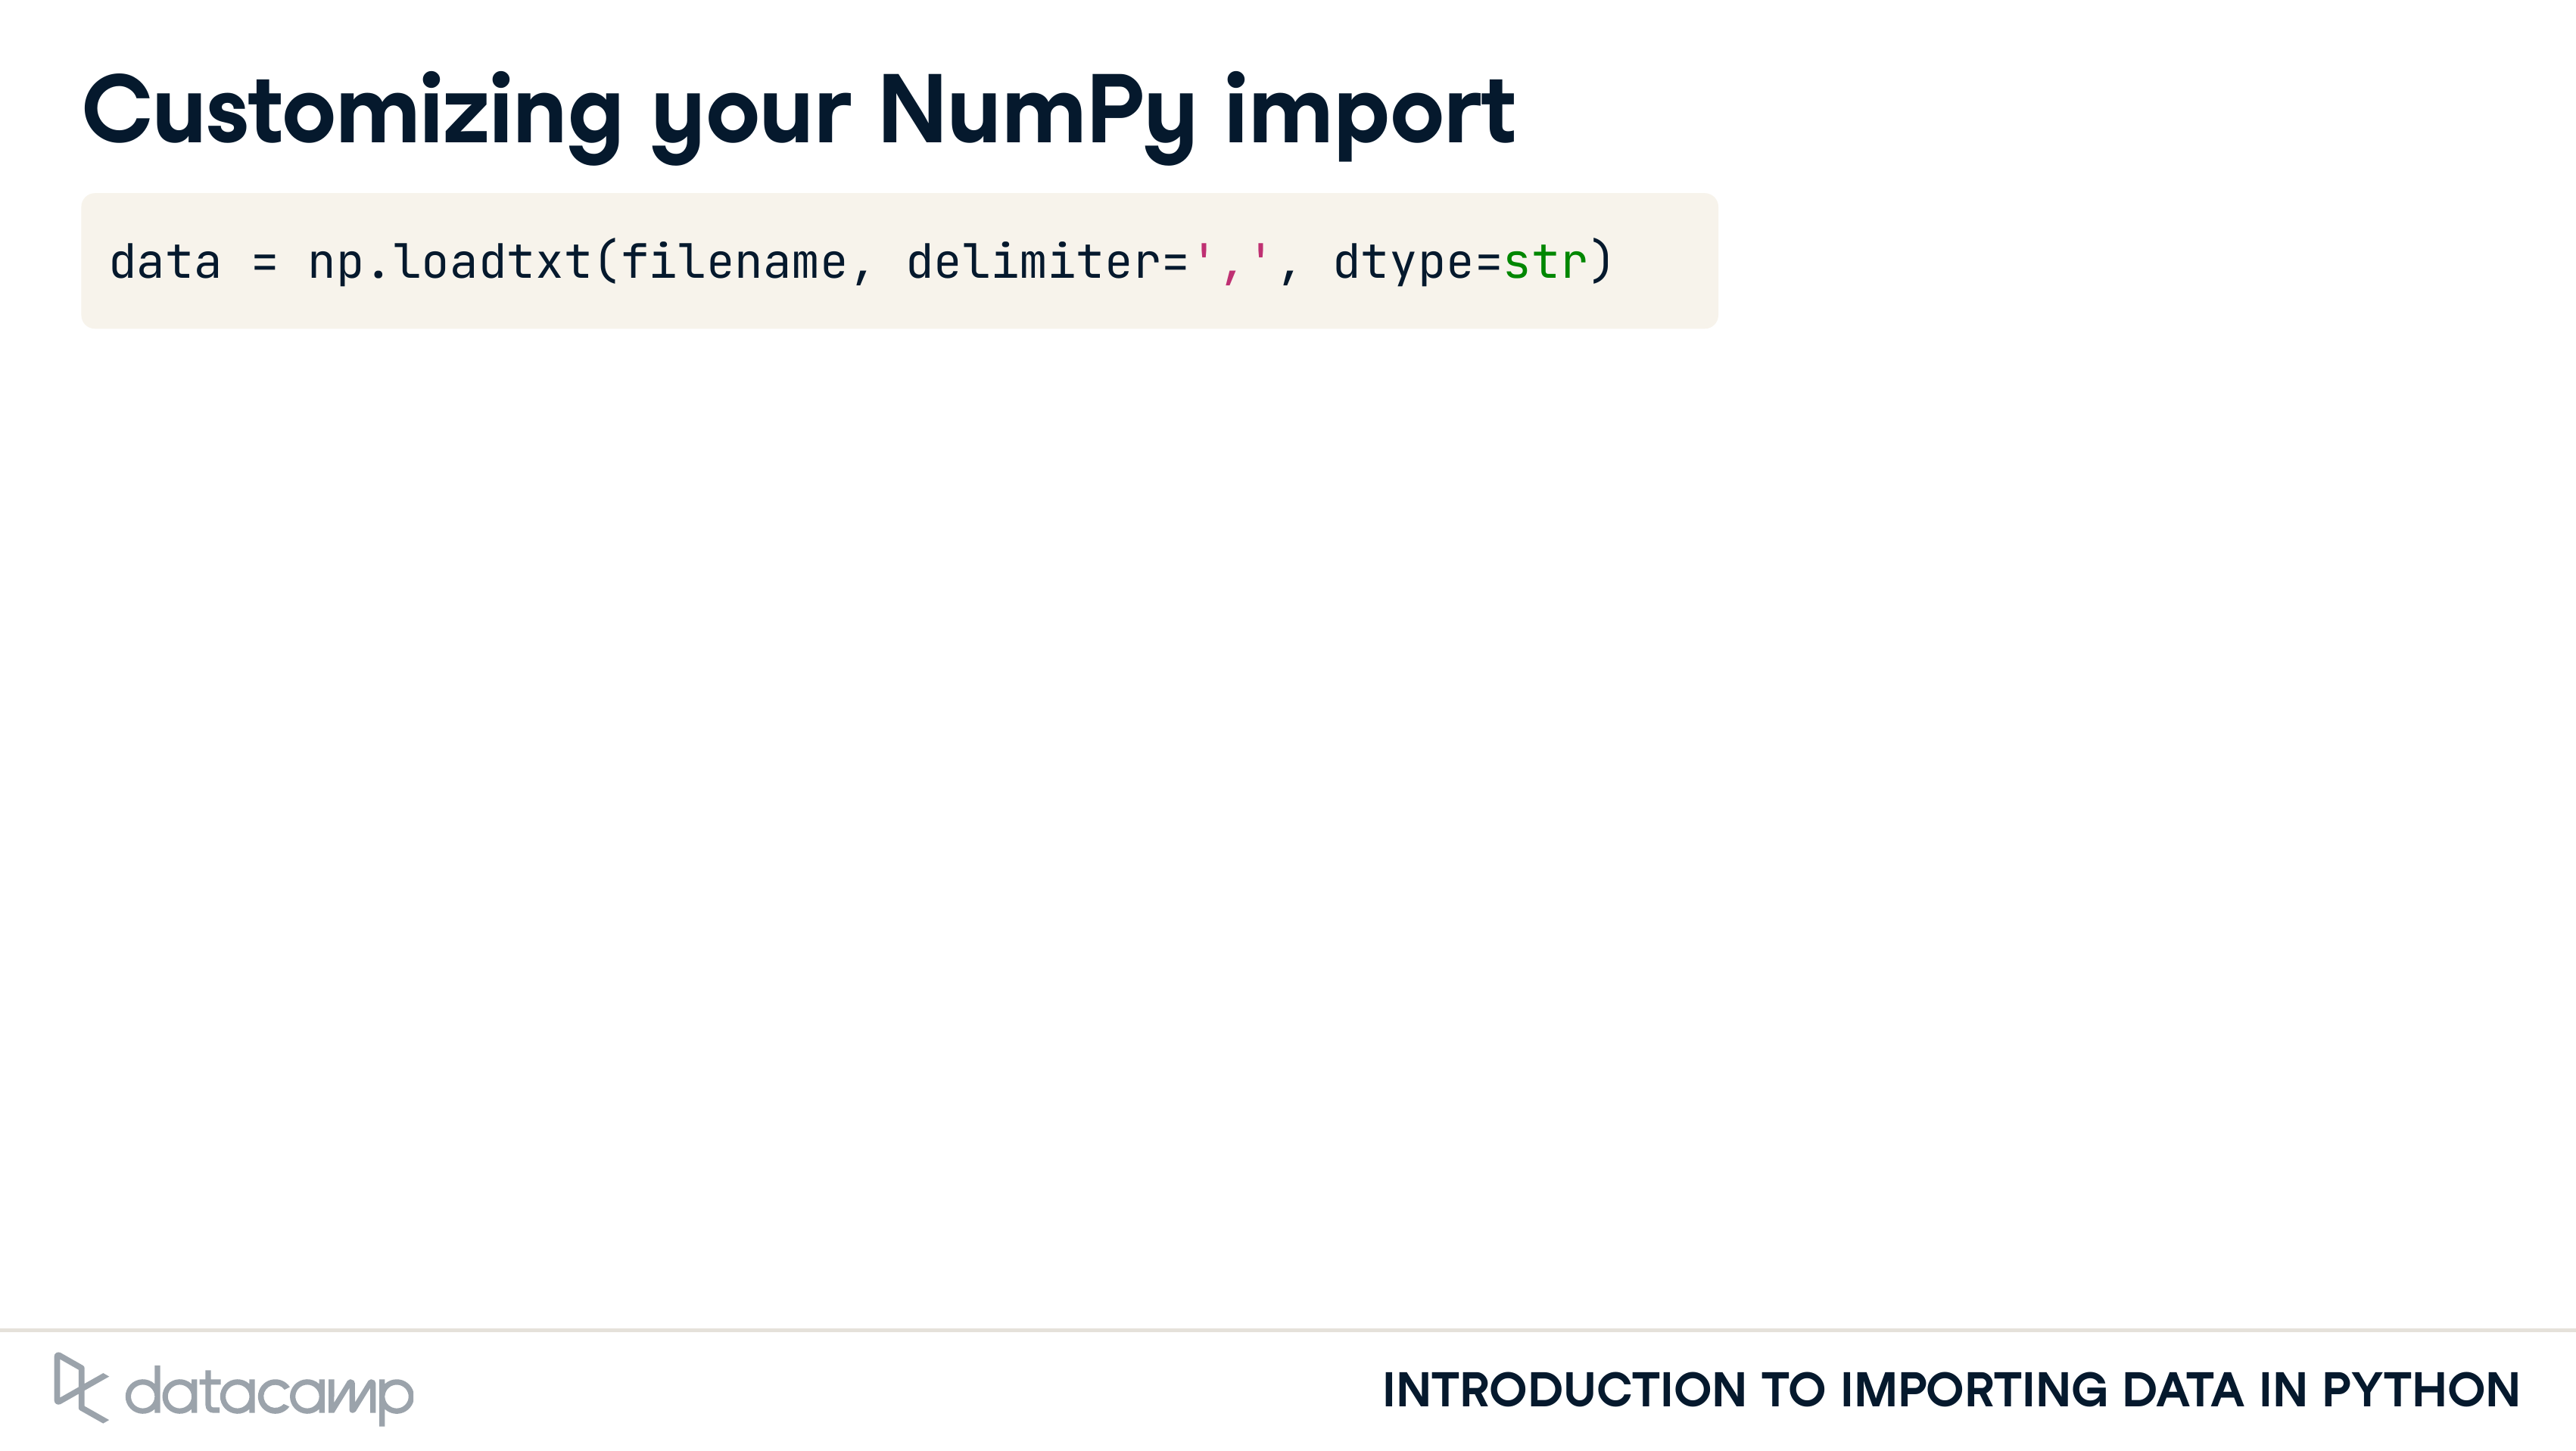 Customizing your NumPy import
data = np.loadtxt(filename, delimiter=',', dtype=str)
datacamp
INTRODUCTION TO IMPORTING DATA IN PYTHON